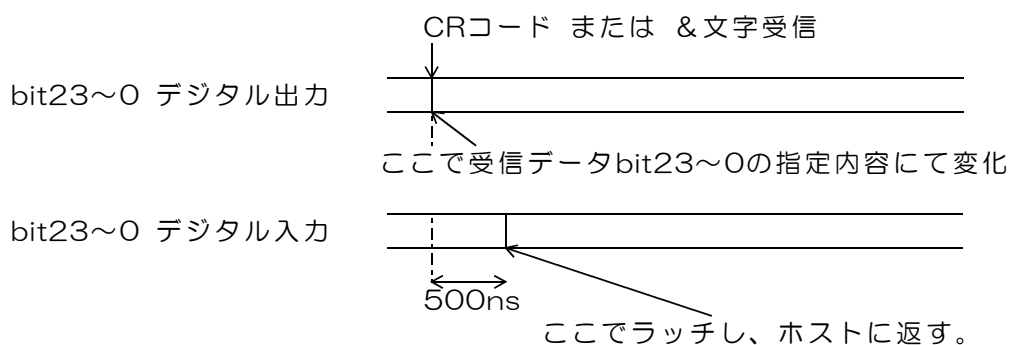 CRコード または &文字受信
bit23～0 デジタル出力
ここで受信データbit23～0の指定内容にて変化
bit23～0 デジタル入力
500ns
ここでラッチし、ホストに返す。